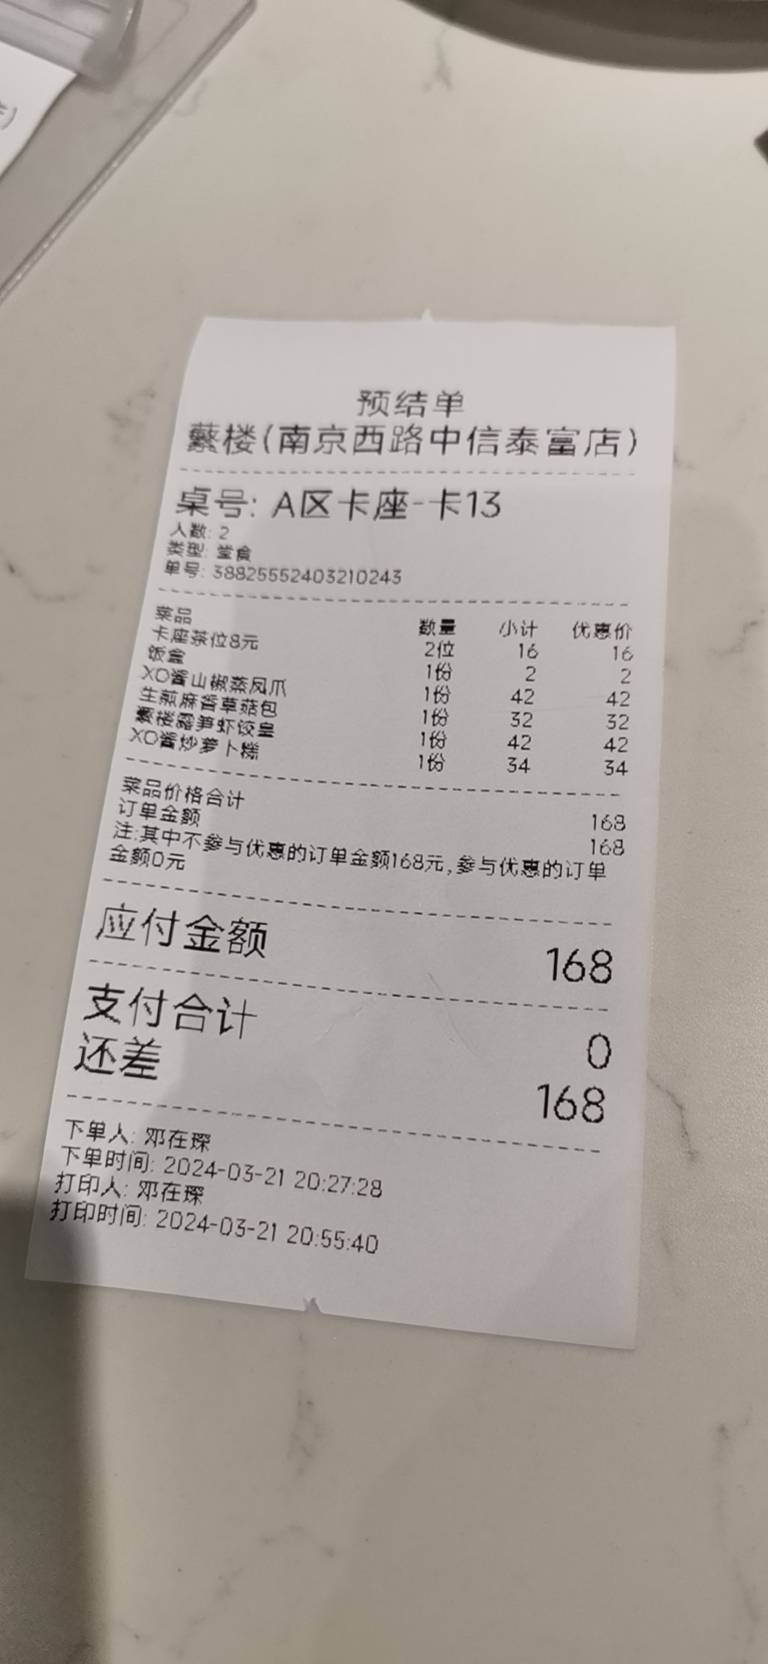 预结单
蘩楼(南京西路中信泰富店)
桌号: A区卡座-卡13
人数: 2
类型: 堂食
单号: 388255552403210243
菜品 数量 小计 优惠价
卡座茶位8元 2位 16 16
饭盒 1份 2 2
XO酱山椒蒸凤爪 1份 42 42
生煎麻香草菇包 1份 32 32
蘩楼露笋虾饺皇 1份 42 42
XO酱炒萝卜糕 1份 34 34
菜品价格合计 168
订单金额 168
注:其中不参与优惠的订单金额168元,参与优惠的订单
金额0元
应付金额 168
支付合计 0
还差 168
下单人: 邓在琛
下单时间: 2024-03-21 20:27:28
打印人: 邓在琛
打印时间: 2024-03-21 20:55:40